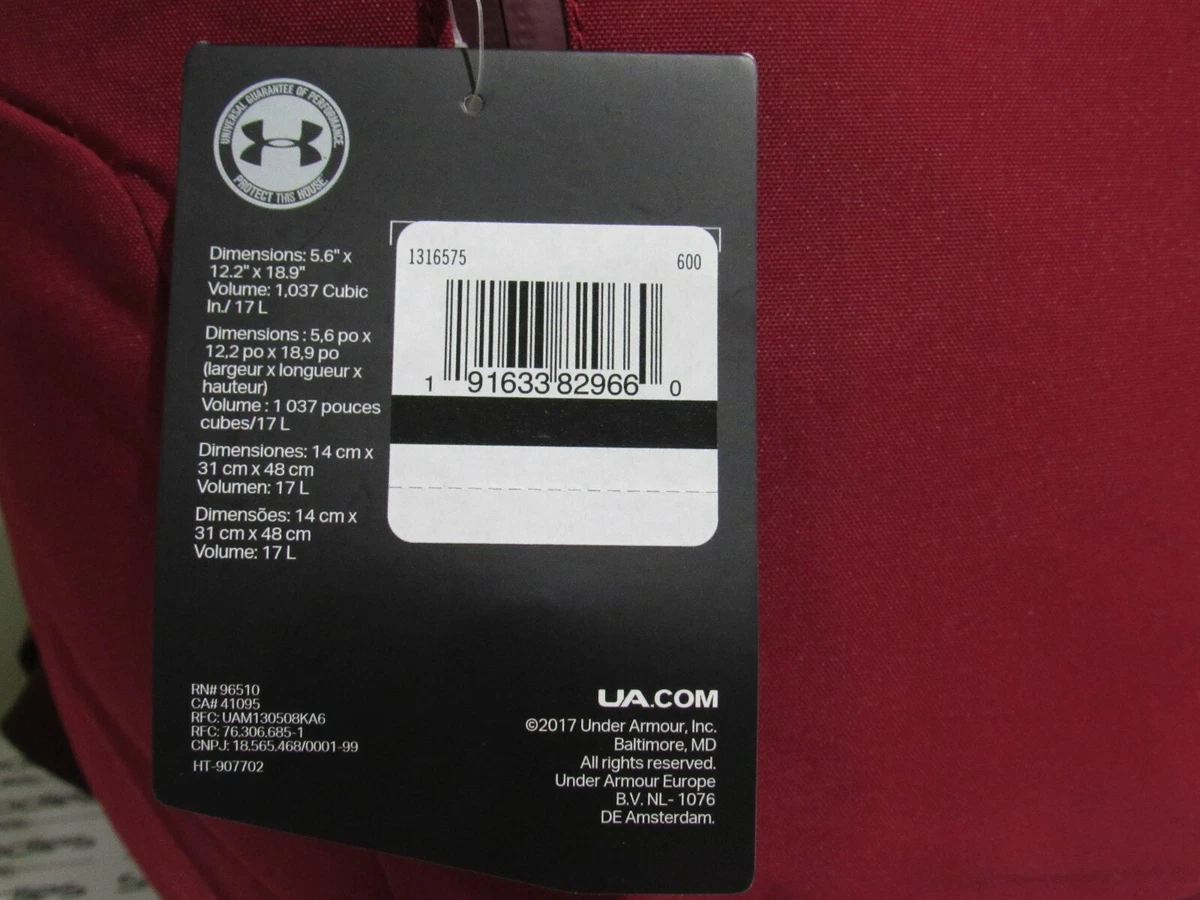 UNIVERSAL GUARANTEE OF PERFORMANCE
PROTECT THIS HOUSE
Dimensions: 5.6" x
12.2" x 18.9"
Volume: 1,037 Cubic
In./ 17 L
Dimensions : 5,6 po x
12,2 po x 18,9 po
(largeur x longueur x
hauteur)
Volume : 1 037 pouces
cubes/17 L
Dimensiones: 14 cm x
31 cm x 48 cm
Volumen: 17 L
Dimensões: 14 cm x
31 cm x 48 cm
Volume: 17 L
1316575 600
1 91633 82966 0
RN# 96510
CA# 41095
RFC: UAM130508KA6
RFC: 76.306.685-1
CNPJ: 18.565.468/0001-99
HT-907702
UA.COM
©2017 Under Armour, Inc.
Baltimore, MD
All rights reserved.
Under Armour Europe
B.V. NL- 1076
DE Amsterdam.